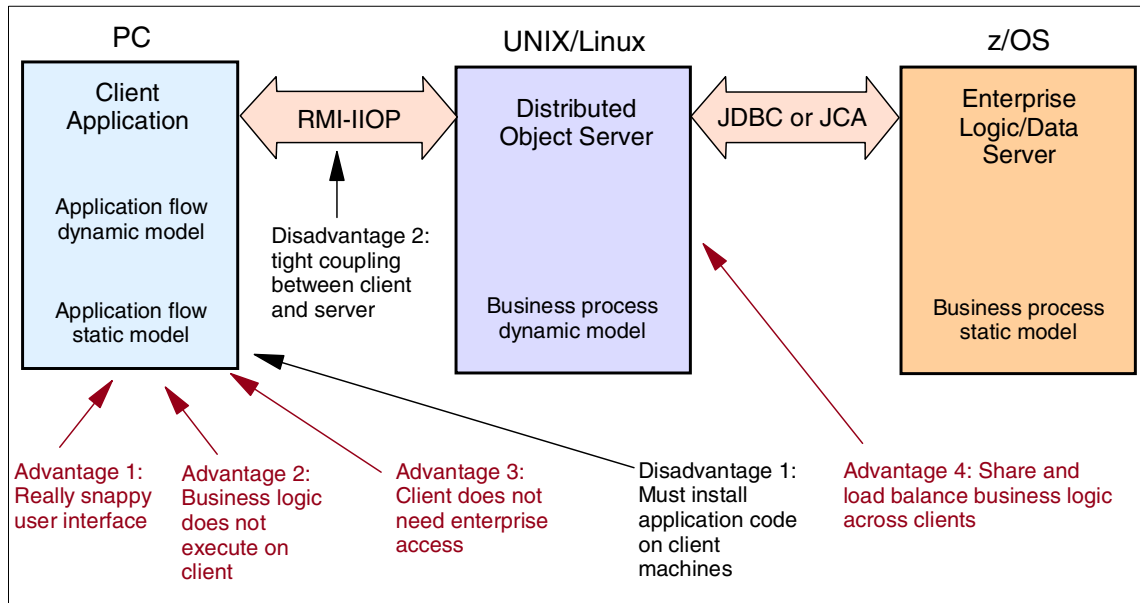 PC
UNIX/Linux
z/OS
Client
Application
RMI-IIOP
Distributed
Object Server
JDBC or JCA
Enterprise
Logic/Data
Server
Application flow
dynamic model
Disadvantage 2:
tight coupling
between client
and server
Application flow
static model
Business process
dynamic model
Business process
static model
Advantage 1:
Really snappy
user interface
Advantage 2:
Business logic
does not
execute on
client
Advantage 3:
Client does not
need enterprise
access
Disadvantage 1:
Must install
application code
on client
machines
Advantage 4: Share and
load balance business logic
across clients